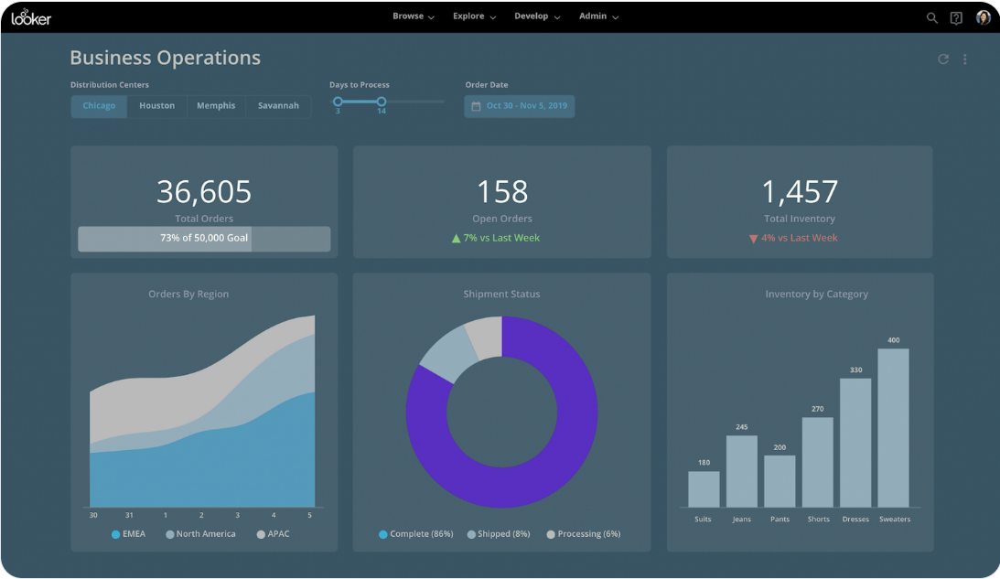 looker
Browse Explore Develop Admin
Business Operations
Distribution Centers Days to Process Order Date
Chicago Houston Memphis Savannah
3 14
Oct 30 - Nov 5, 2019
36,605
Total Orders
73% of 50,000 Goal
158
Open Orders
▲ 7% vs Last Week
1,457
Total Inventory
▼ 4% vs Last Week
Orders By Region
30 31 1 2 3 4 5
EMEA North America APAC
Shipment Status
Complete (86%) Shipped (8%) Processing (6%)
Inventory by Category
180 245 200 270 330 400
Suits Jeans Pants Shorts Dresses Sweaters